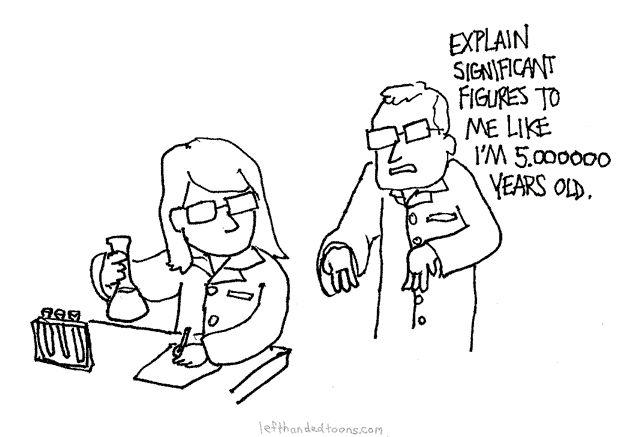 EXPLAIN
SIGNIFICANT
FIGURES TO
ME LIKE
I'M 5.000000
YEARS OLD.
lefthandedtoons.com